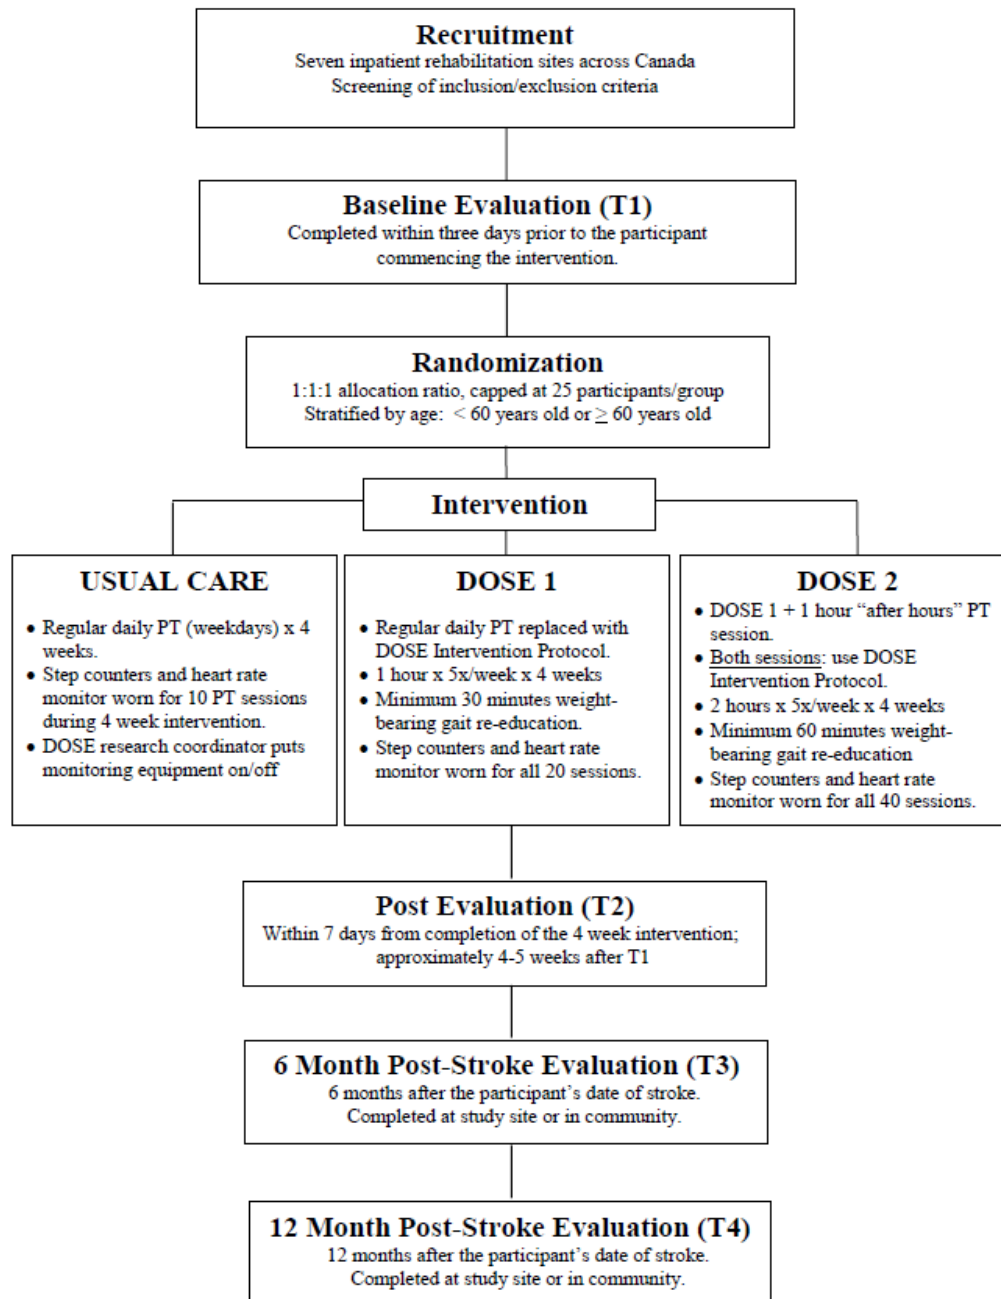 Recruitment
Seven inpatient rehabilitation sites across Canada
Screening of inclusion/exclusion criteria
Baseline Evaluation (T1)
Completed within three days prior to the participant
commencing the intervention.
Randomization
1:1:1 allocation ratio, capped at 25 participants/group
Stratified by age: < 60 years old or ≥ 60 years old
Intervention
USUAL CARE
• Regular daily PT (weekdays) x 4
weeks.
• Step counters and heart rate
monitor worn for 10 PT sessions
during 4 week intervention.
• DOSE research coordinator puts
monitoring equipment on/off
DOSE 1
• Regular daily PT replaced with
DOSE Intervention Protocol.
• 1 hour x 5x/week x 4 weeks
• Minimum 30 minutes weight-
bearing gait re-education.
• Step counters and heart rate
monitor worn for all 20 sessions.
DOSE 2
• DOSE 1 + 1 hour “after hours” PT
session.
• Both sessions: use DOSE
Intervention Protocol.
• 2 hours x 5x/week x 4 weeks
• Minimum 60 minutes weight-
bearing gait re-education
• Step counters and heart rate
monitor worn for all 40 sessions.
Post Evaluation (T2)
Within 7 days from completion of the 4 week intervention;
approximately 4-5 weeks after T1
6 Month Post-Stroke Evaluation (T3)
6 months after the participant’s date of stroke.
Completed at study site or in community.
12 Month Post-Stroke Evaluation (T4)
12 months after the participant’s date of stroke.
Completed at study site or in community.